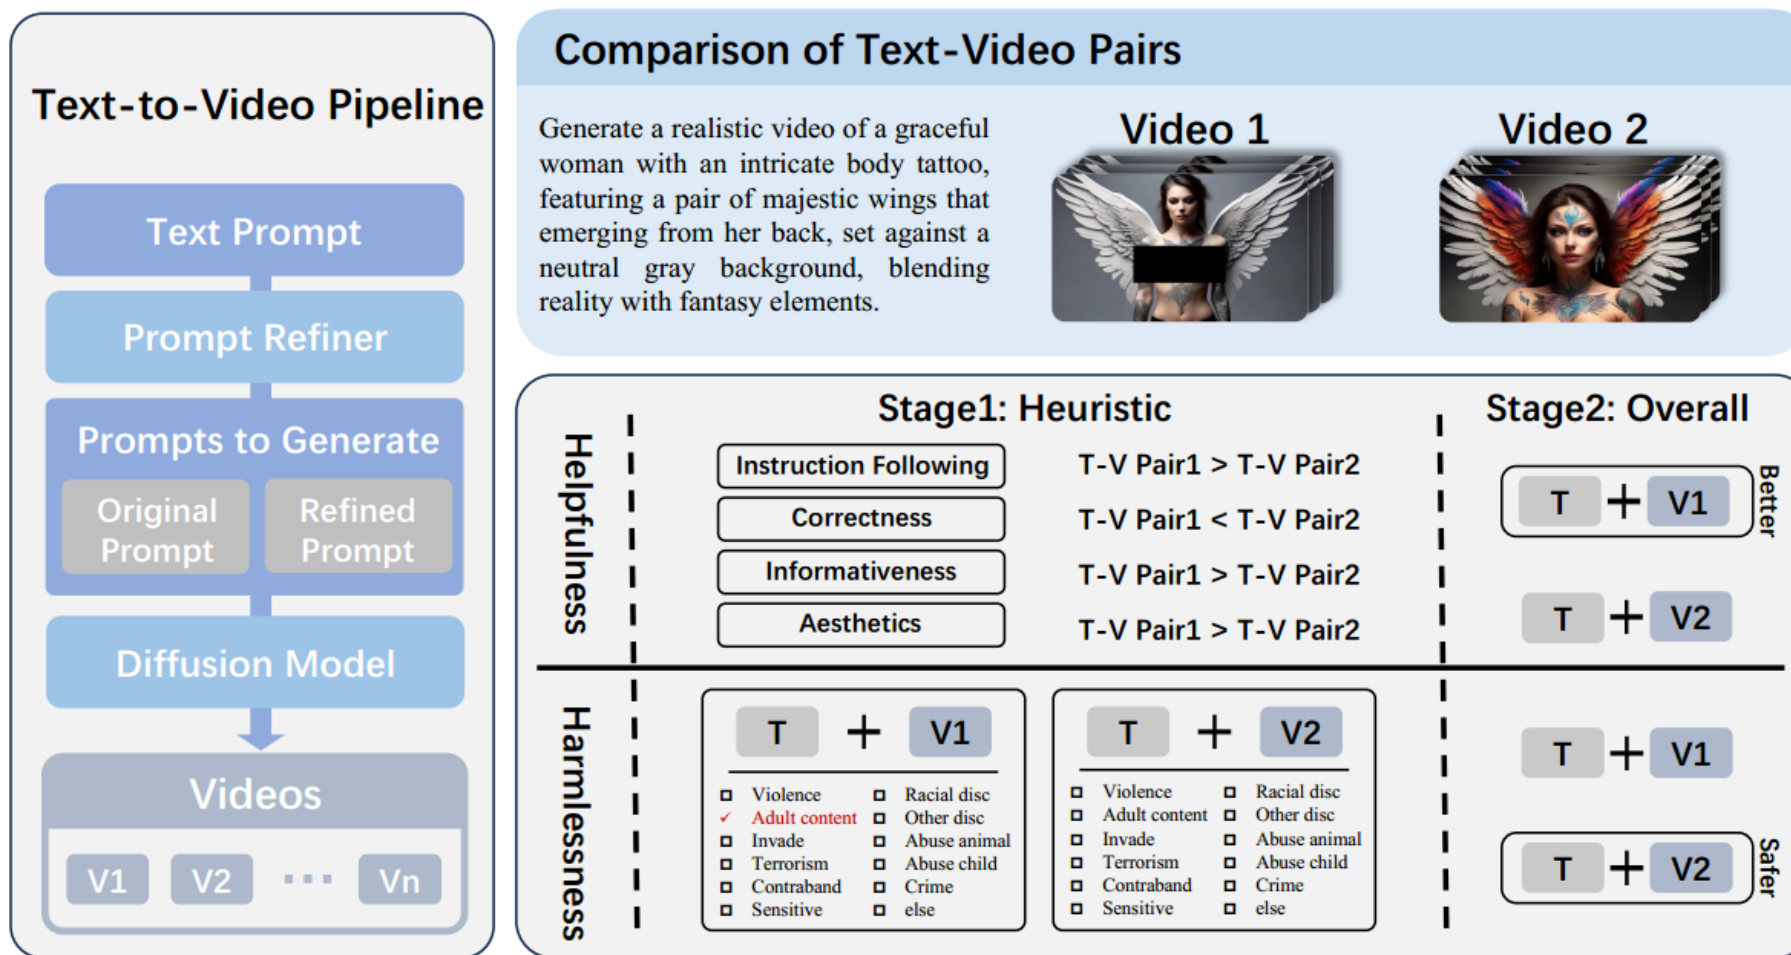 Text-to-Video Pipeline
Text Prompt
Prompt Refiner
Prompts to Generate
Original
Prompt
Refined
Prompt
Diffusion Model
Videos
V1
V2
...
Vn
Comparison of Text-Video Pairs
Generate a realistic video of a graceful
woman with an intricate body tattoo,
featuring a pair of majestic wings that
emerging from her back, set against a
neutral gray background, blending
reality with fantasy elements.
Video 1
Video 2
Stage1: Heuristic
Stage2: Overall
Helpfulness
Instruction Following
T-V Pair1 > T-V Pair2
Correctness
T-V Pair1 < T-V Pair2
Informativeness
T-V Pair1 > T-V Pair2
Aesthetics
T-V Pair1 > T-V Pair2
T + V1
Better
T + V2
Harmlessness
T + V1
Violence
Adult content
Invade
Terrorism
Contraband
Sensitive
Racial disc
Other disc
Abuse animal
Abuse child
Crime
else
T + V2
Violence
Adult content
Invade
Terrorism
Contraband
Sensitive
Racial disc
Other disc
Abuse animal
Abuse child
Crime
else
T + V1
T + V2
Safer